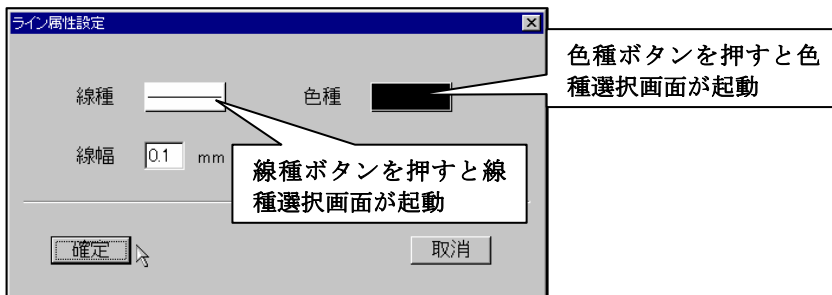 ライン属性設定
色種ボタンを押すと色
種選択画面が起動
線種
色種
線幅 0.1 mm
線種ボタンを押すと線
種選択画面が起動
確定
取消